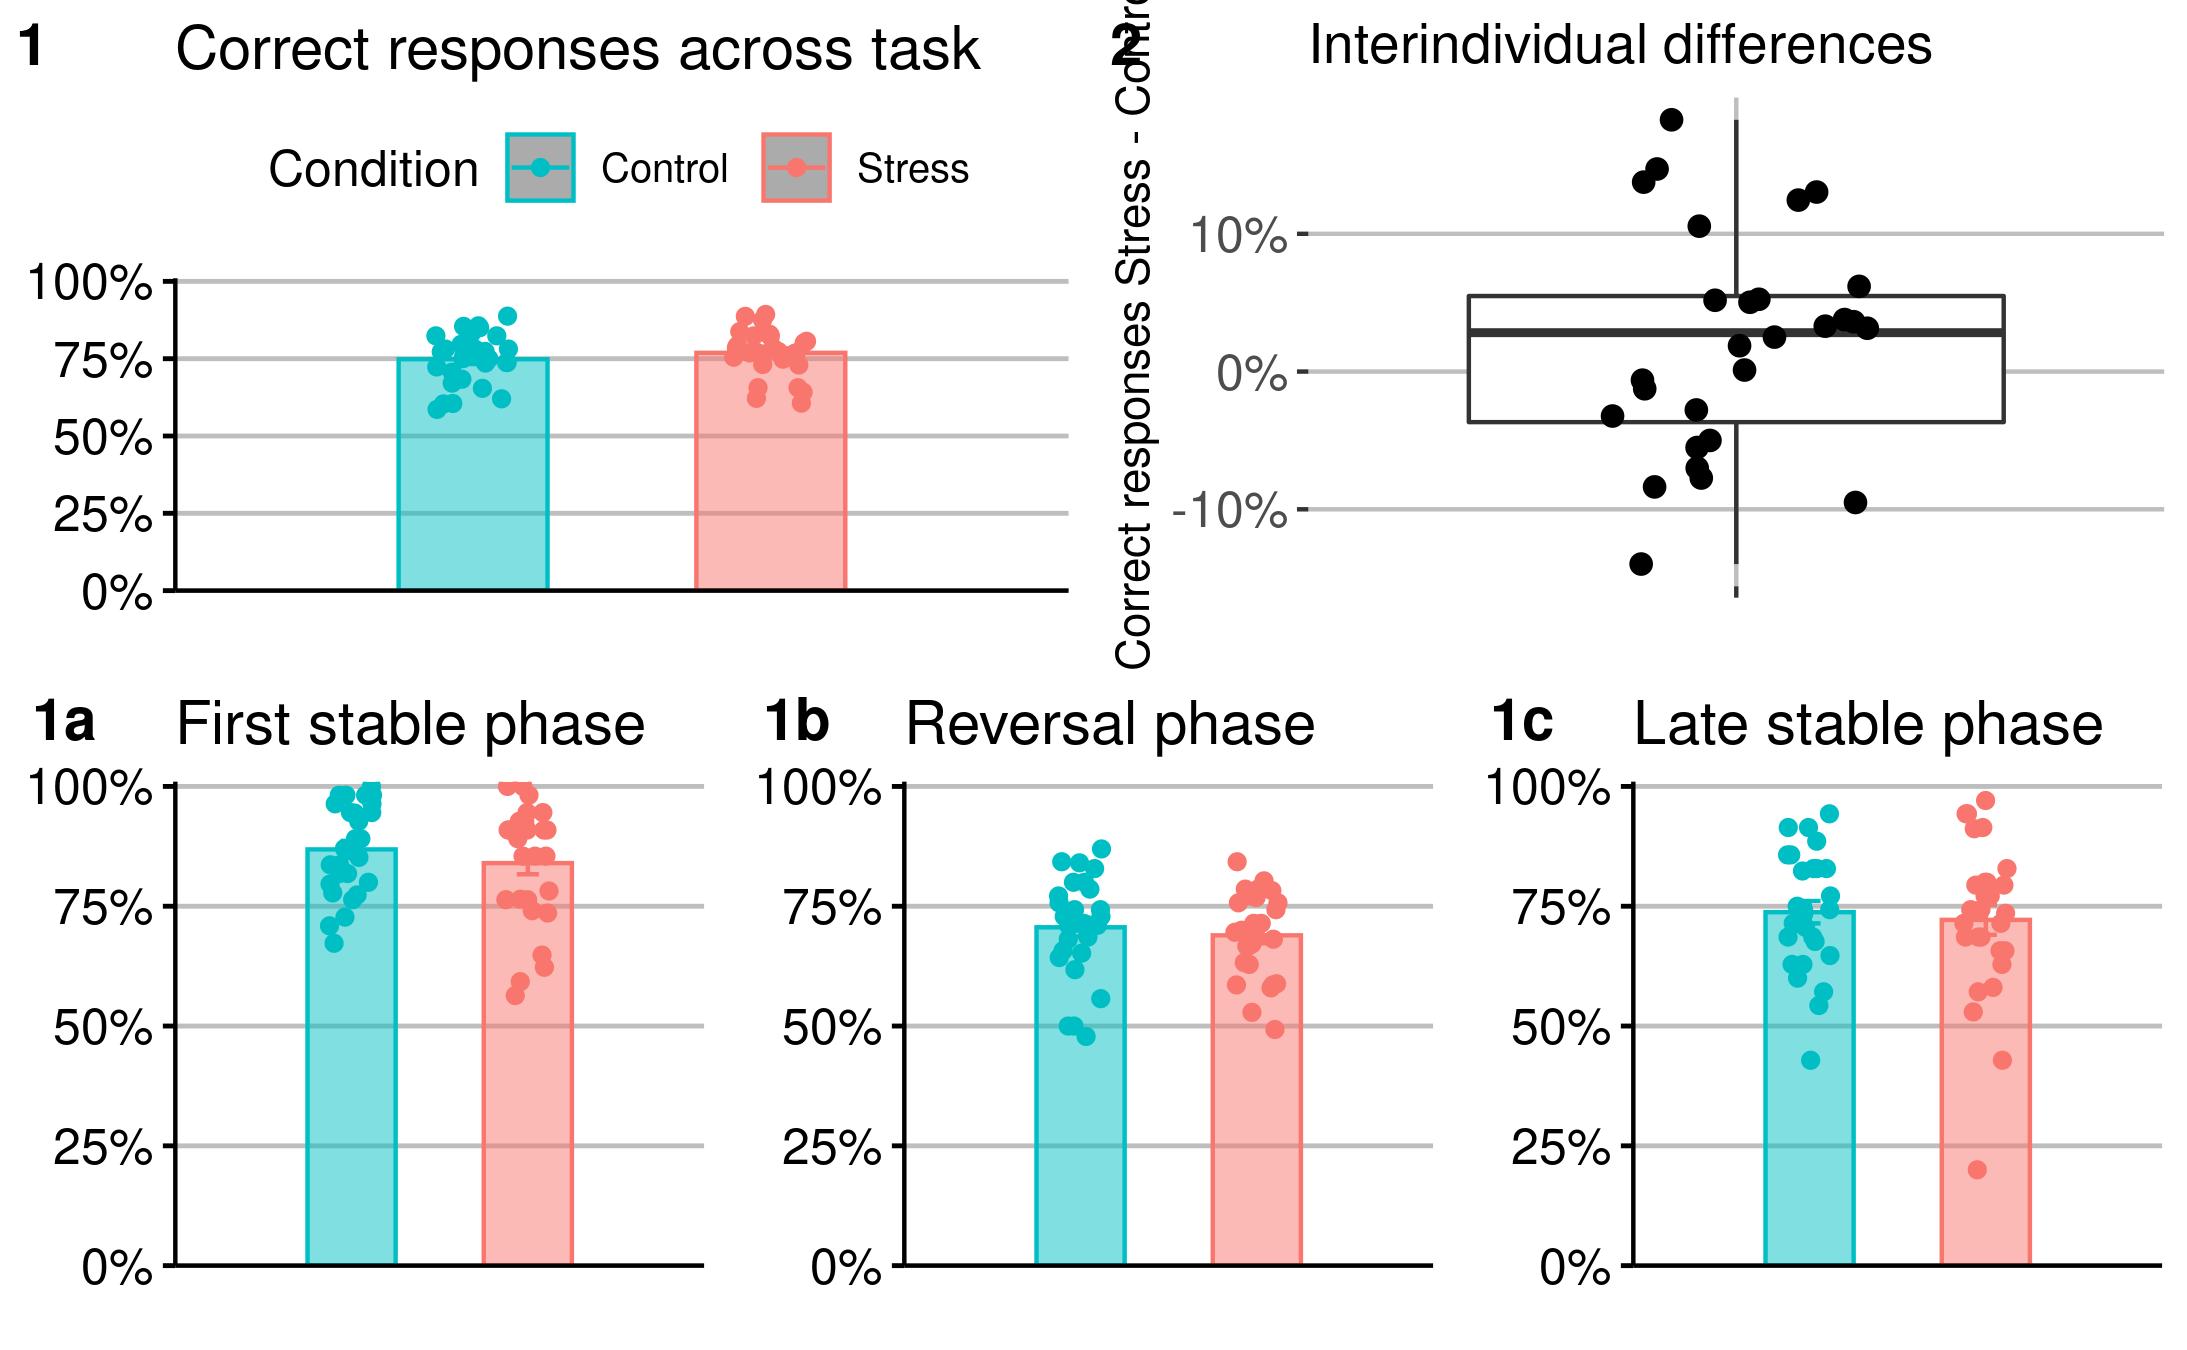 1
Correct responses across task
Condition Control Stress
100%
75%
50%
25%
0%
2
Interindividual differences
Correct responses Stress - Contro
10%
0%
-10%
1a
First stable phase
100%
75%
50%
25%
0%
1b
Reversal phase
100%
75%
50%
25%
0%
1c
Late stable phase
100%
75%
50%
25%
0%